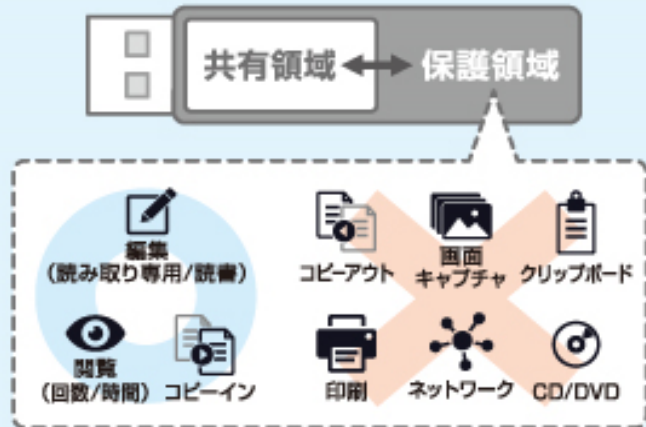 共有領域
保護領域
編集
(読み取り専用/読書)
閲覧
(回数/時間)
コピーイン
コピーアウト
画面
キャプチャ
クリップボード
印刷
ネットワーク
CD/DVD